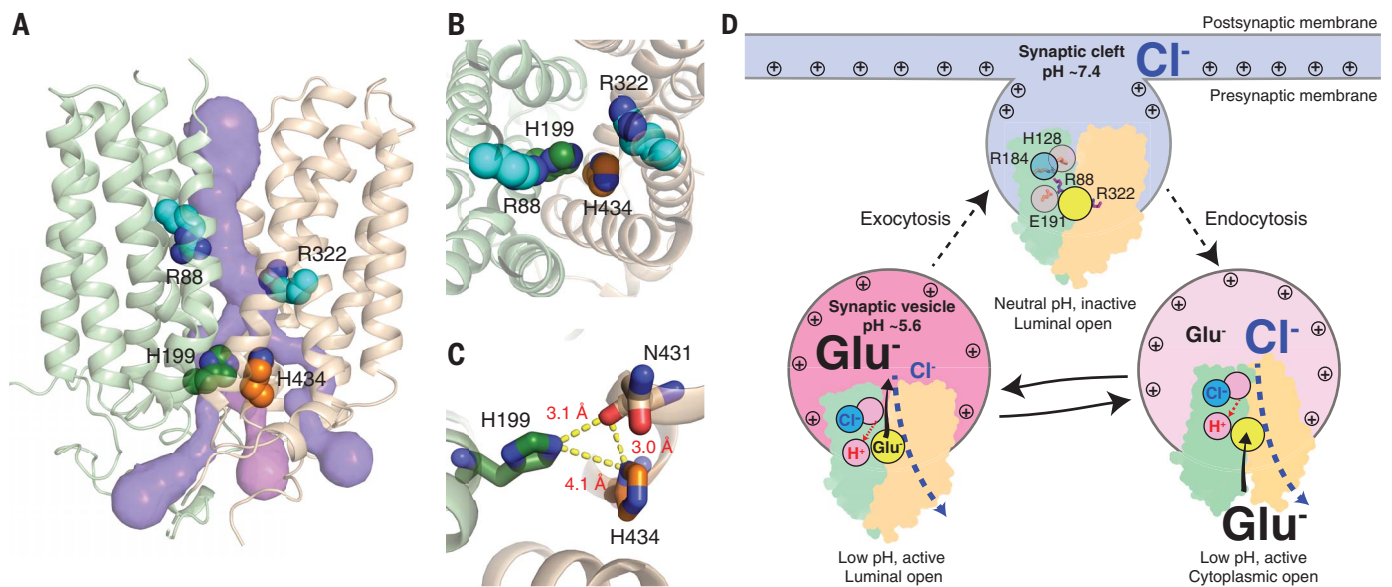 A
R88
R322
H199
H434
B
R322
H199
R88
H434
C
N431
H199
3.1 Å
3.0 Å
4.1 Å
H434
D
Postsynaptic membrane
Synaptic cleft
pH ~7.4
Cl-
Presynaptic membrane
H128
R184
R88
R322
E191
Exocytosis
Endocytosis
Neutral pH, inactive
Luminal open
Synaptic vesicle
pH ~5.6
Glu-
Cl-
Cl-
H+
Glu-
Low pH, active
Luminal open
Glu-
Cl-
Cl-
H+
Glu-
Low pH, active
Cytoplasmic open